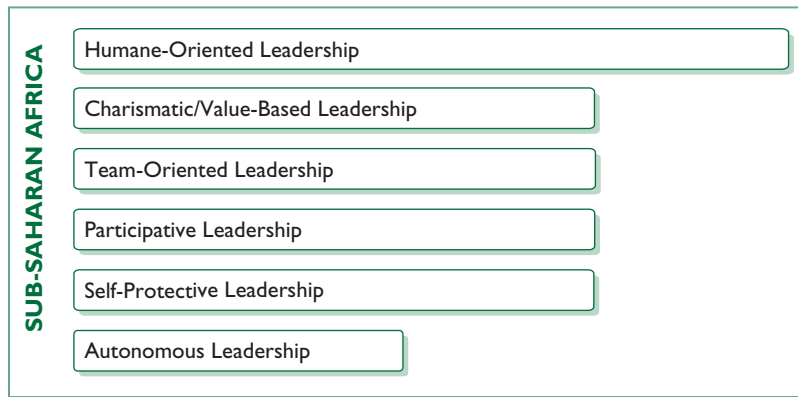 SUB-SAHARAN AFRICA
Humane-Oriented Leadership
Charismatic/Value-Based Leadership
Team-Oriented Leadership
Participative Leadership
Self-Protective Leadership
Autonomous Leadership